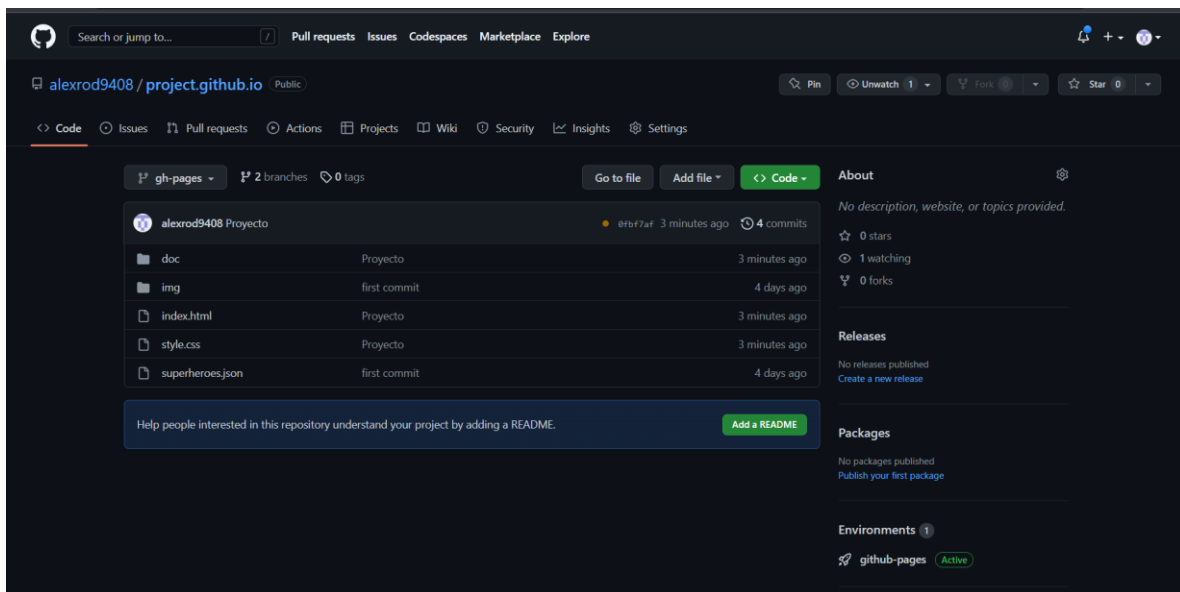 Search or jump to... / Pull requests Issues Codespaces Marketplace Explore
alexrod9408 / project.github.io Public Pin Unwatch 1 Fork 0 Star 0
Code Issues Pull requests Actions Projects Wiki Security Insights Settings
gh-pages 2 branches 0 tags Go to file Add file Code
alexrod9408 Proyecto 0fbf7af 3 minutes ago 4 commits
doc Proyecto 3 minutes ago
img first commit 4 days ago
index.html Proyecto 3 minutes ago
style.css Proyecto 3 minutes ago
superheroes.json first commit 4 days ago
Help people interested in this repository understand your project by adding a README. Add a README
About
No description, website, or topics provided.
0 stars
1 watching
0 forks
Releases
No releases published
Create a new release
Packages
No packages published
Publish your first package
Environments 1
github-pages Active